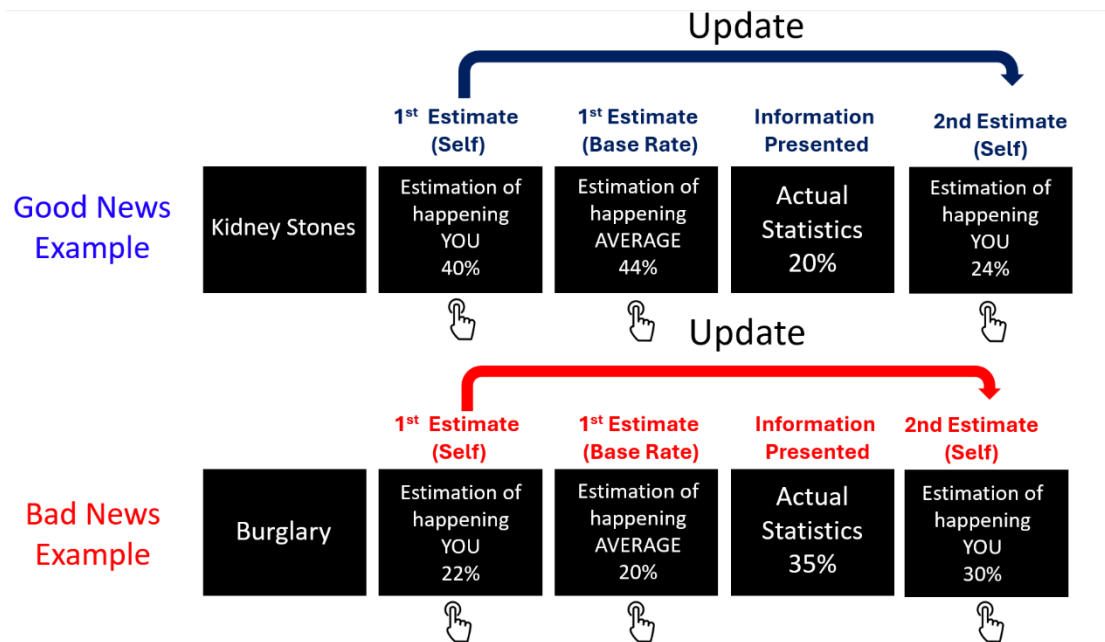 Update
1st Estimate
(Self)
1st Estimate
(Base Rate)
Information
Presented
2nd Estimate
(Self)
Good News
Example
Kidney Stones
Estimation of
happening
YOU
40%
Estimation of
happening
AVERAGE
44%
Actual
Statistics
20%
Estimation of
happening
YOU
24%
Update
1st Estimate
(Self)
1st Estimate
(Base Rate)
Information
Presented
2nd Estimate
(Self)
Bad News
Example
Burglary
Estimation of
happening
YOU
22%
Estimation of
happening
AVERAGE
20%
Actual
Statistics
35%
Estimation of
happening
YOU
30%